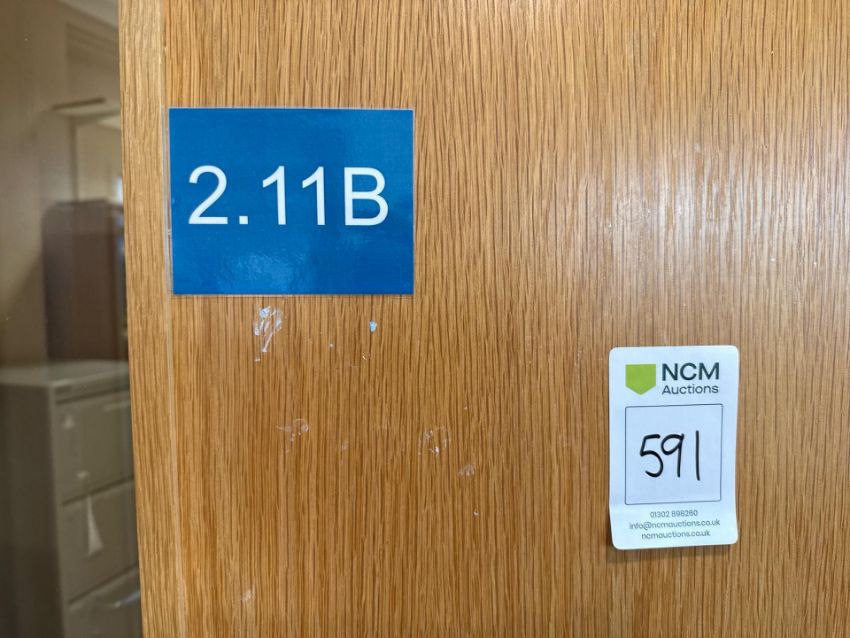 2.11B
NCM
Auctions
591
01302 898260
info@ncmauctions.co.uk
ncmauctions.co.uk